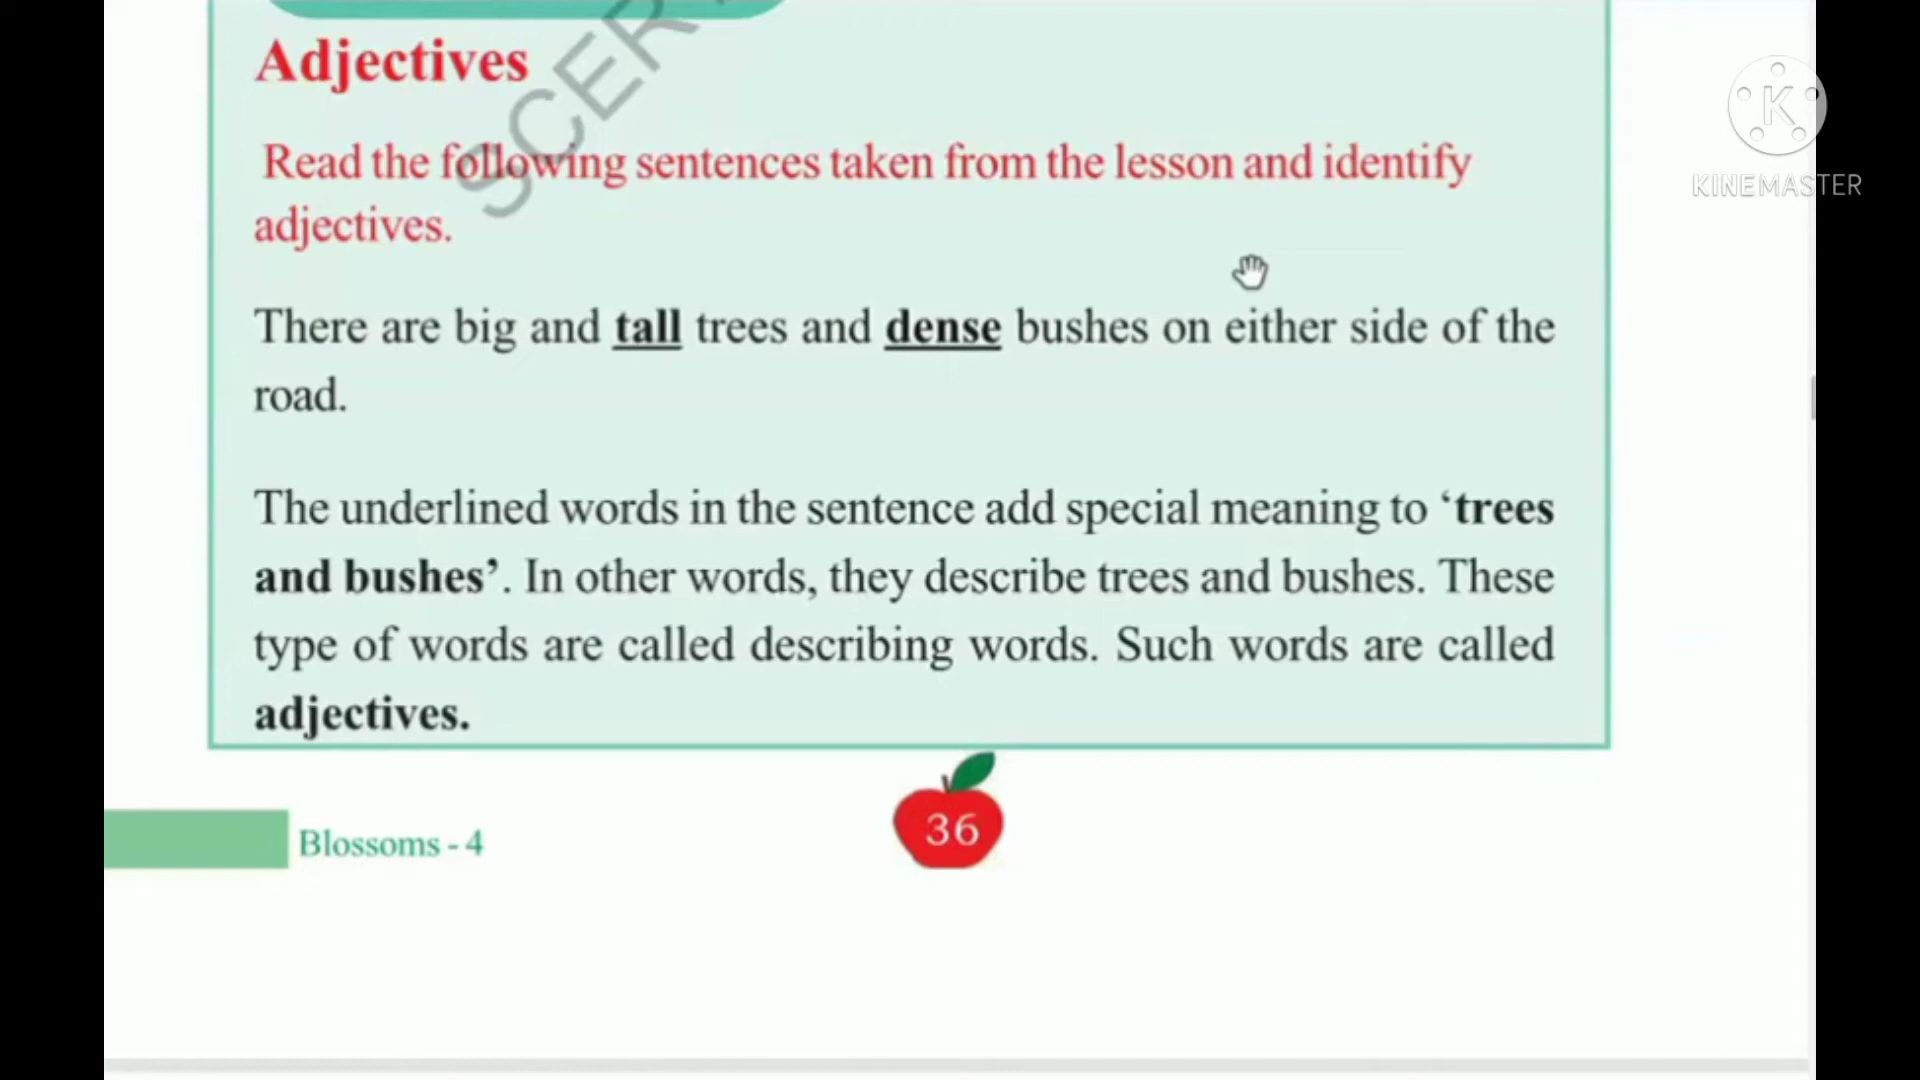 Adjectives
SCER
Read the following sentences taken from the lesson and identify
adjectives.
There are big and tall trees and dense bushes on either side of the
road.
The underlined words in the sentence add special meaning to ‘trees
and bushes’. In other words, they describe trees and bushes. These
type of words are called describing words. Such words are called
adjectives.
Blossoms - 4
36
K
KINEMASTER